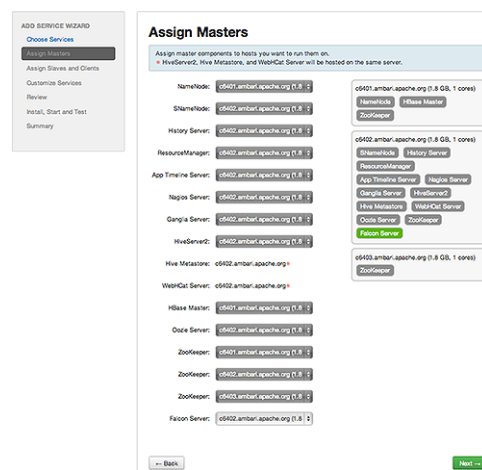 ADD SERVICE WIZARD
Choose Services
Assign Masters
Assign Slaves and Clients
Customize Services
Review
Install, Start and Test
Summary
Assign Masters
Assign master components to hosts you want to run them on.
* HiveServer2, Hive Metastore, and WebHCat Server will be hosted on the same server.
NameNode: c6401.ambari.apache.org (1.8
SNameNode: c6402.ambari.apache.org (1.8
History Server: c6402.ambari.apache.org (1.8
ResourceManager: c6402.ambari.apache.org (1.8
App Timeline Server: c6402.ambari.apache.org (1.8
Nagios Server: c6402.ambari.apache.org (1.8
Ganglia Server: c6402.ambari.apache.org (1.8
HiveServer2: c6402.ambari.apache.org (1.8
Hive Metastore: c6402.ambari.apache.org*
WebHCat Server: c6402.ambari.apache.org*
HBase Master: c6401.ambari.apache.org (1.8
Oozie Server: c6402.ambari.apache.org (1.8
ZooKeeper: c6401.ambari.apache.org (1.8
ZooKeeper: c6402.ambari.apache.org (1.8
ZooKeeper: c6403.ambari.apache.org (1.8
Falcon Server: c6402.ambari.apache.org (1.8
c6401.ambari.apache.org (1.8 GB, 1 cores)
NameNode HBase Master
ZooKeeper
c6402.ambari.apache.org (1.8 GB, 1 cores)
SNameNode History Server
ResourceManager
App Timeline Server Nagios Server
Ganglia Server HiveServer2
Hive Metastore WebHCat Server
Oozie Server ZooKeeper
Falcon Server
c6403.ambari.apache.org (1.8 GB, 1 cores)
ZooKeeper
← Back
Next →